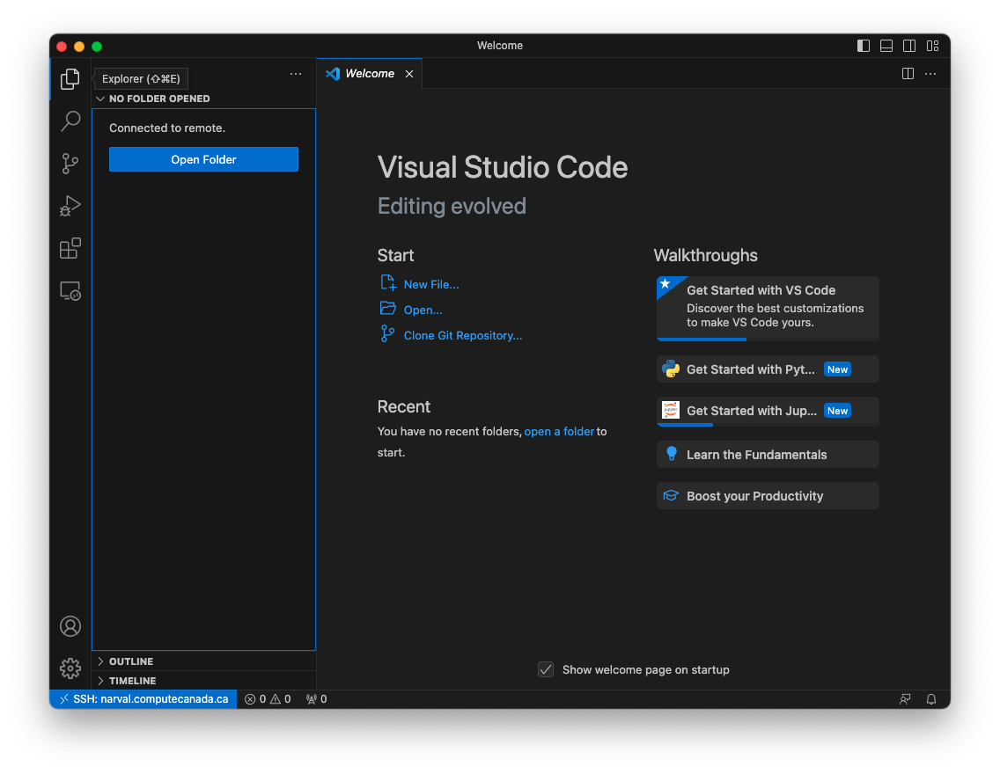 Welcome
Explorer (⇧⌘E)
NO FOLDER OPENED
Connected to remote.
Open Folder
OUTLINE
TIMELINE
Welcome
Visual Studio Code
Editing evolved
Start
New File...
Open...
Clone Git Repository...
Recent
You have no recent folders, open a folder to
start.
Walkthroughs
Get Started with VS Code
Discover the best customizations
to make VS Code yours.
Get Started with Pyt... New
Get Started with Jup... New
Learn the Fundamentals
Boost your Productivity
Show welcome page on startup
SSH: narval.computecanada.ca 0 0 0